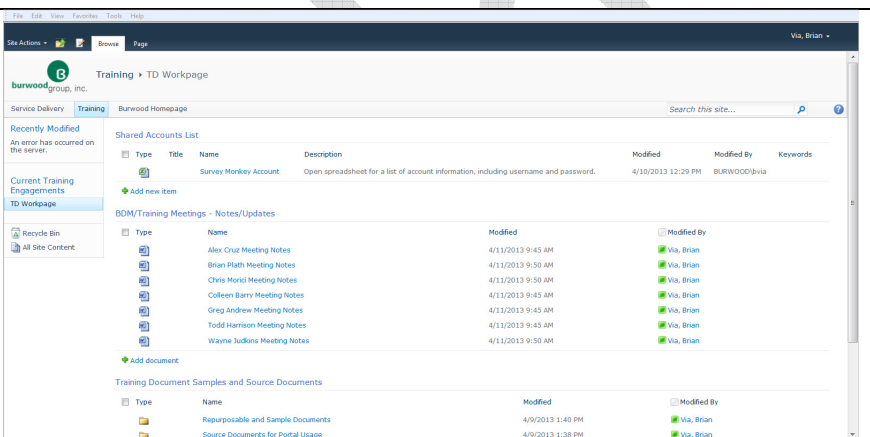 File Edit View Favorites Tools Help
Via, Brian
Site Actions Browse Page
B
burwood group, inc.
Training ▸ TD Workpage
Service Delivery Training Burwood Homepage Search this site...
Recently Modified
An error has occurred on
the server.
Current Training
Engagements
TD Workpage
Recycle Bin
All Site Content
Shared Accounts List
Type Title Name Description Modified Modified By Keywords
Survey Monkey Account Open spreadsheet for a list of account information, including username and password. 4/10/2013 12:29 PM BURWOOD\bvia
Add new item
BDM/Training Meetings - Notes/Updates
Type Name Modified Modified By
Alex Cruz Meeting Notes 4/11/2013 9:45 AM Via, Brian
Brian Plath Meeting Notes 4/11/2013 9:50 AM Via, Brian
Chris Morici Meeting Notes 4/11/2013 9:50 AM Via, Brian
Colleen Barry Meeting Notes 4/11/2013 9:45 AM Via, Brian
Greg Andrew Meeting Notes 4/11/2013 9:45 AM Via, Brian
Todd Harrison Meeting Notes 4/11/2013 9:45 AM Via, Brian
Wayne Judkins Meeting Notes 4/11/2013 9:50 AM Via, Brian
Add document
Training Document Samples and Source Documents
Type Name Modified Modified By
Repurposable and Sample Documents 4/9/2013 1:40 PM Via, Brian
Source Documents for Portal Usage 4/9/2013 1:38 PM Via, Brian